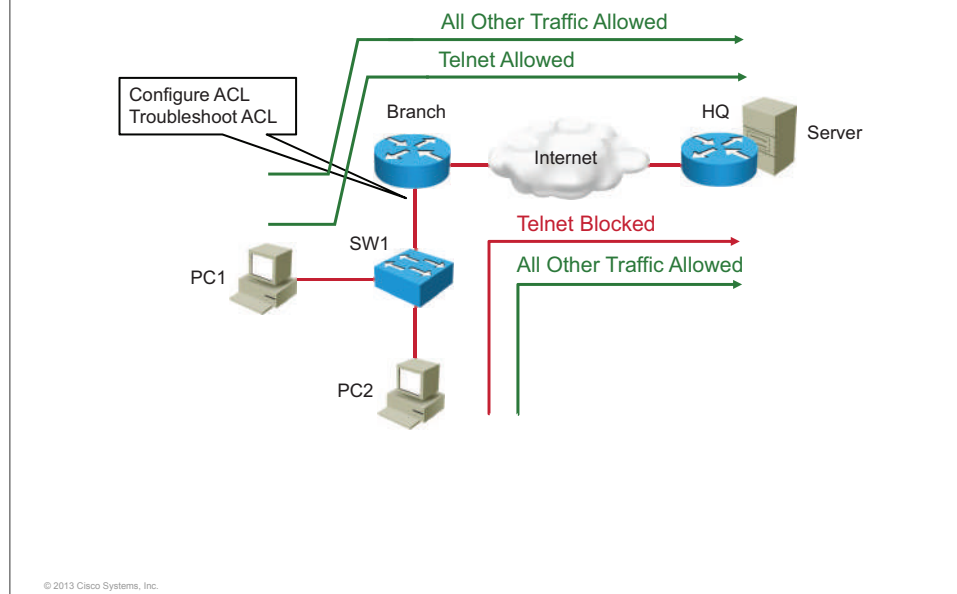 All Other Traffic Allowed
Telnet Allowed
Configure ACL
Troubleshoot ACL
Branch
HQ
Server
Internet
Telnet Blocked
SW1
All Other Traffic Allowed
PC1
PC2
© 2013 Cisco Systems, Inc.